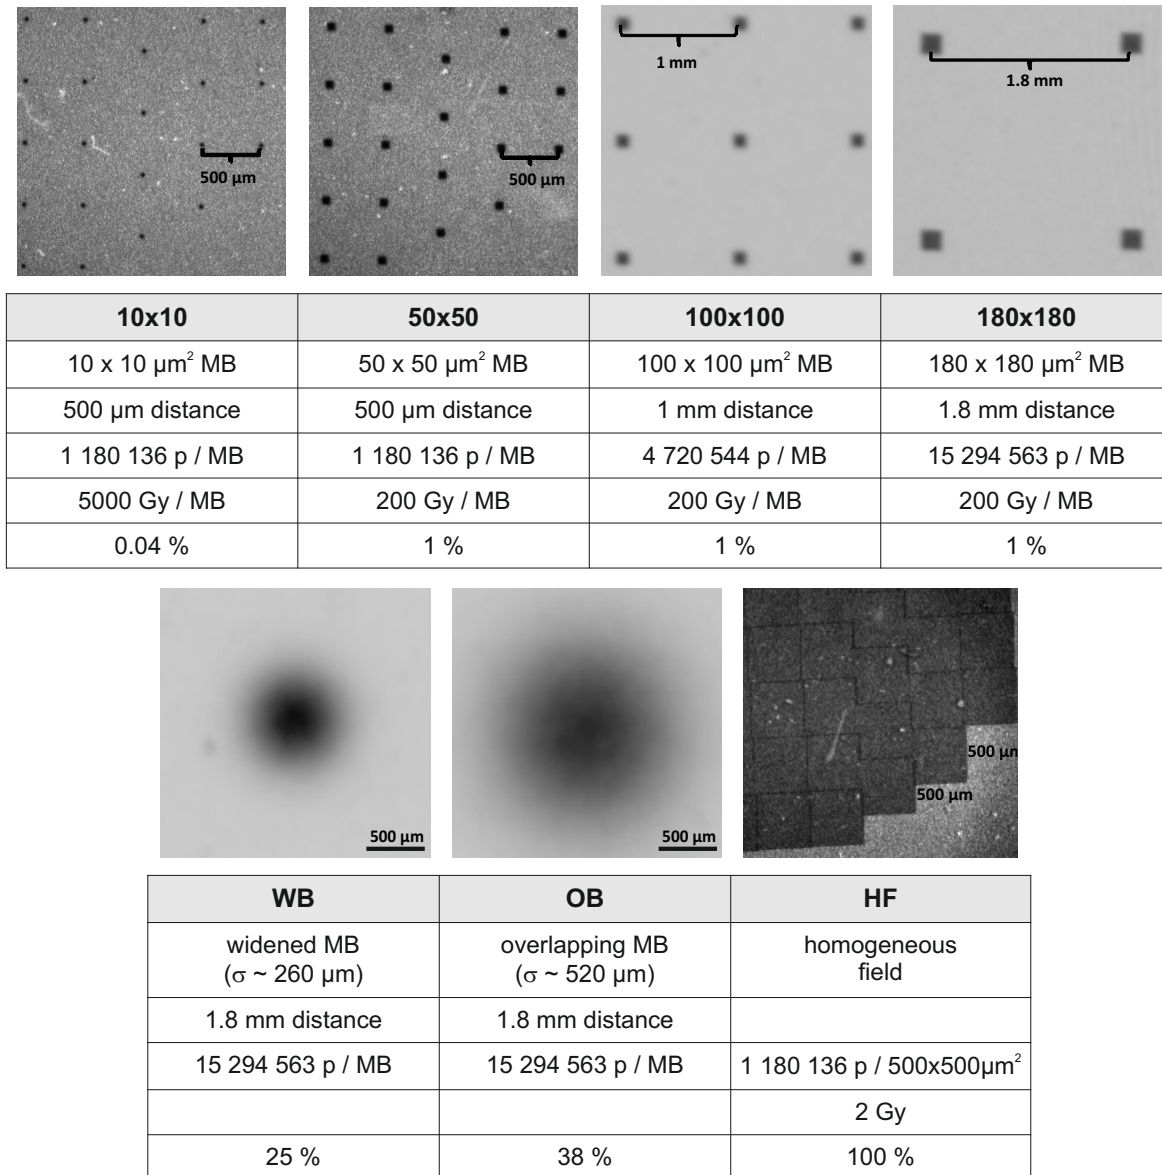 500 µm
500 µm
1 mm
1.8 mm
10x10 50x50 100x100 180x180
10 x 10 µm² MB 50 x 50 µm² MB 100 x 100 µm² MB 180 x 180 µm² MB
500 µm distance 500 µm distance 1 mm distance 1.8 mm distance
1 180 136 p / MB 1 180 136 p / MB 4 720 544 p / MB 15 294 563 p / MB
5000 Gy / MB 200 Gy / MB 200 Gy / MB 200 Gy / MB
0.04 % 1 % 1 % 1 %
500 µm
500 µm
500 µm
500 µm
WB OB HF
widened MB overlapping MB homogeneous
(σ ~ 260 µm) (σ ~ 520 µm) field
1.8 mm distance 1.8 mm distance
15 294 563 p / MB 15 294 563 p / MB 1 180 136 p / 500x500µm²
2 Gy
25 % 38 % 100 %